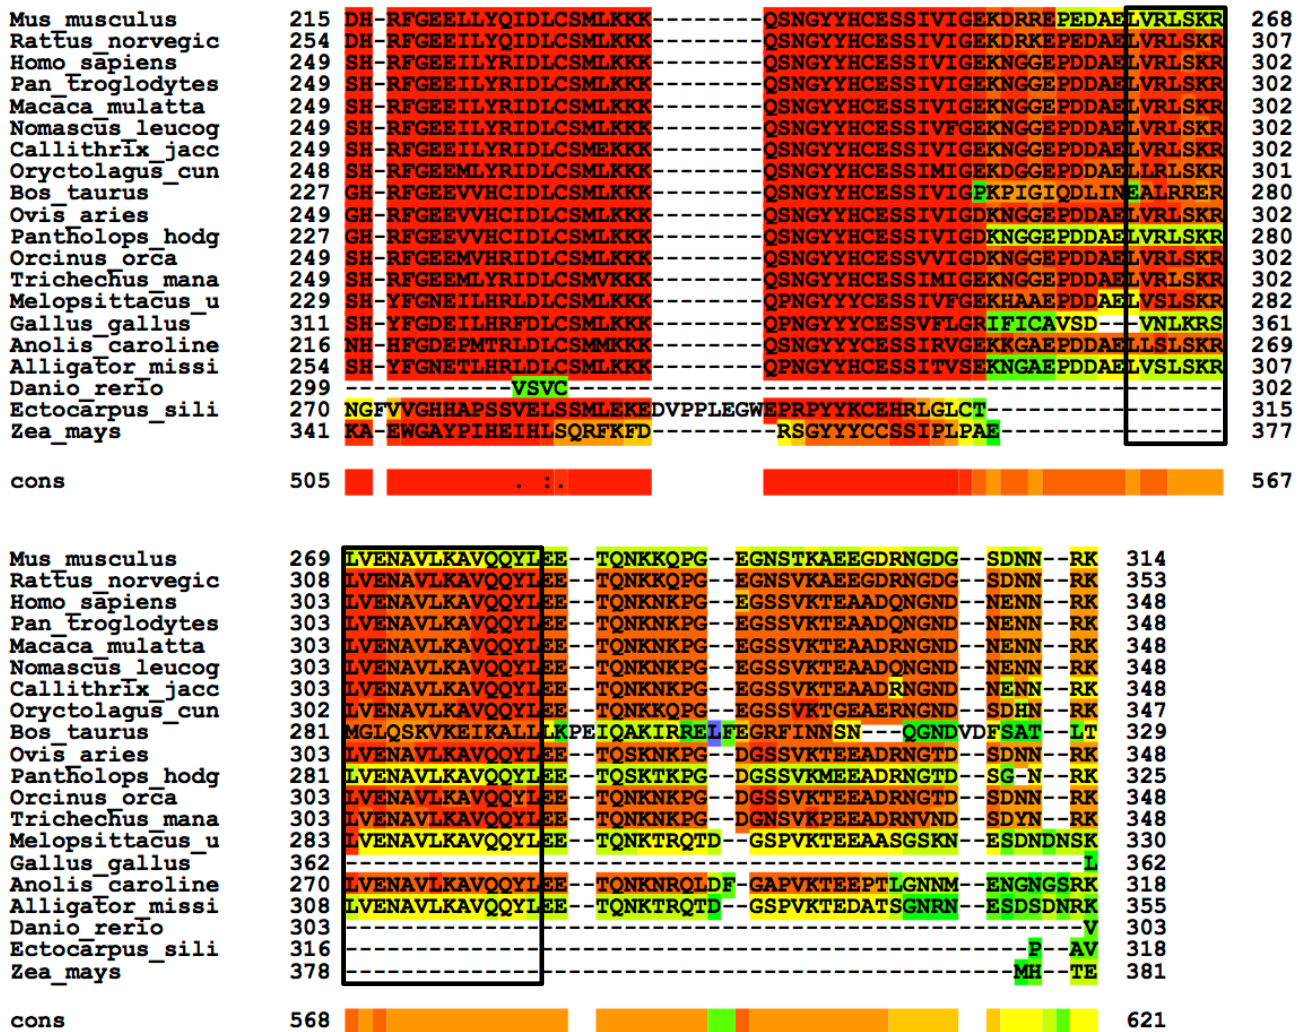 Mus_musculus 215 DH-RFGEELLYQIDLCSMLKKK--------QSNGYYHCESSIVIGEKDRREPEDAELVRLSKR 268
Rattus_norvegic 254 DH-RFGEEILYQIDLCSMLKKK--------QSNGYYHCESSIVIGEKDRKEPEDAELVRLSKR 307
Homo_sapiens 249 SH-RFGEEILYRIDLCSMLKKK--------QSNGYYHCESSIVIGEKNGGEPDDAELVRLSKR 302
Pan_troglodytes 249 SH-RFGEEILYRIDLCSMLKKK--------QSNGYYHCESSIVIGEKNGGEPDDAELVRLSKR 302
Macaca_mulatta 249 SH-RFGEEILYRIDLCSMLKKK--------QSNGYYHCESSIVIGEKNGGEPDDAELVRLSKR 302
Nomascus_leucog 249 SH-RFGEEILYRIDLCSMLKKK--------QSNGYYHCESSIVFGEKNGGEPDDAELVRLSKR 302
Callithrix_jacc 249 SH-RFGEEILYRIDLCSMEKKK--------QSNGYYHCESSIVIGEKNGGEPDDAELVRLSKR 302
Oryctolagus_cun 248 SH-RFGEEMLYRIDLCSMLKKK--------QSNGYYHCESSIMIGEKDGGEPDDAELLRLSKR 301
Bos_taurus 227 GH-RFGEEVVHCIDLCSMLKKK--------QSNGYYHCESSIVIGPKPIGIQDLINEALRRER 280
Ovis_aries 249 GH-RFGEEVVHCIDLCSMLKKK--------QSNGYYHCESSIVIGDKNGGEPDDAELVRLSKR 302
Pantholops_hodg 227 GH-RFGEEVVHCIDLCSMLKKK--------QSNGYYHCESSIVIGDKNGGEPDDAELVRLSKR 280
Orcinus_orca 249 SH-RFGEEMVHRIDLCSMLKKK--------QSNGYYHCESSVVIGDKNGGEPDDAELVRLSKR 302
Trichechus_mana 249 SH-RFGEEMLYRIDLCSMVKKK--------QSNGYYHCESSIMIGEKNGGEPDDAELVRLSKR 302
Melopsittacus_u 229 SH-YFGNEILHRLDLCSMLKKK--------QPNGYYYCESSIVFGEKHAAEPDDAELVSLSKR 282
Gallus_gallus 311 SH-YFGDEILHRFDLCSMLKKK--------QPNGYYYCESSVFLGRIFICAVSD---VNLKRS 361
Anolis_caroline 216 NH-HFGDEPMTRLDLCSMMKKK--------QPNGYYYCESSIRVGEKKGAEPDDAELLSLSKR 269
Alligator_missi 254 SH-YFGEETLHRLDLCSMLKKK--------QPNGYYHCESSITVSEKNGAEPDDAELVSLSKR 307
Danio_rerio 299 ------------VSVC----------------------------------------------- 302
Ectocarpus_sili 270 NGFVVGHHAPSSVELSSMLEKEDVPPLEGWEPRPYYKCEHRLGLCT----------------- 315
Zea_mays 341 KA-EWGAYPIHEIHLSQRFKFD---------RSGYYYCCSSIPLPAE---------------- 377
cons 505 . :. 567
Mus_musculus 269 LVENAVLKAVQQYLEE--TQNKKQPG--EGNSTKAEEGDRNGDG--SDNN--RK 314
Rattus_norvegic 308 LVENAVLKAVQQYLEE--TQNKKQPG--EGNSVKAEEGDRNGDG--SDNN--RK 353
Homo_sapiens 303 LVENAVLKAVQQYLEE--TQNKNKPG--EGSSVKTEAADQNGND--NENN--RK 348
Pan_troglodytes 303 LVENAVLKAVQQYLEE--TQNKNKPG--EGSSVKTEAADQNGND--NENN--RK 348
Macaca_mulatta 303 LVENAVLKAVQQYLEE--TQNKNKPG--EGSSVKTEAADQNGND--NENN--RK 348
Nomascus_leucog 303 LVENAVLKAVQQYLEE--TQNKNKPG--EGSSVKTEAADQNGND--NENN--RK 348
Callithrix_jacc 303 LVENAVLKAVQQYLEE--TQNKNKPG--EGSSVKTEAADRNGND--NENN--RK 348
Oryctolagus_cun 302 LVENAVLKAVQQYLEE--TQNKKQPG--EGSSVKTGEAERNGND--SDHN--RK 347
Bos_taurus 281 MGLQSKVKEIKALLLKPEIQAKIRRELFEGRFINNSN---QGNDVDFSAT--LT 329
Ovis_aries 303 LVENAVLKAVQQYLEE--TQSKNKPG--DGSSVKTEEADRNGTD--SDNN--RK 348
Pantholops_hodg 281 LVENAVLKAVQQYLEE--TQSKTKPG--DGSSVKMEEADRNGTD--SG-N--RK 325
Orcinus_orca 303 LVENAVLKAVQQYLEE--TQNKNKPG--DGSSVKTEEADRNGTD--SDNN--RK 348
Trichechus_mana 303 LVENAVLKAVQQYLEE--TQNKNKPG--DGNSVKPEEADRNVND--SDYN--RK 348
Melopsittacus_u 283 LVENAVLKAVQQYLEE--TQNKTRQTD--GSPVKTEEAASGSKN--ESDNDNSK 330
Gallus_gallus 362 -----------------------------------------------------L 362
Anolis_caroline 270 LVENAVLKAVQQYLEE--TQNKNRQLDF-GAPVKTEEPTLGNNM--ENGNGSRK 318
Alligator_missi 308 LVENAVLKAVQQYLEE--TQNKTRQTD--GSPVKTEDATSGNRN--ESDSDNRK 355
Danio_rerio 303 -----------------------------------------------------V 303
Ectocarpus_sili 316 -------------------------------------------------P--AV 318
Zea_mays 378 ------------------------------------------------MH--TE 381
cons 568 621